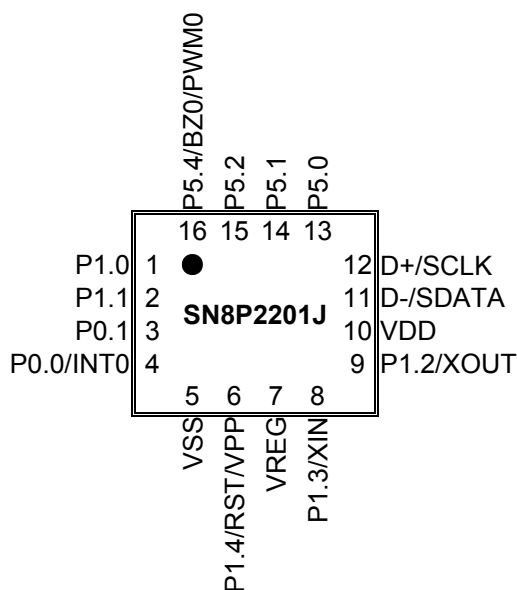 P5.4/BZ0/PWM0
P5.2
P5.1
P5.0
16 15 14 13
P1.0 1
12 D+/SCLK
P1.1 2
11 D-/SDATA
SN8P2201J
P0.1 3
10 VDD
P0.0/INT0 4
9 P1.2/XOUT
5 6 7 8
VSS
P1.4/RST/VPP
VREG
P1.3/XIN